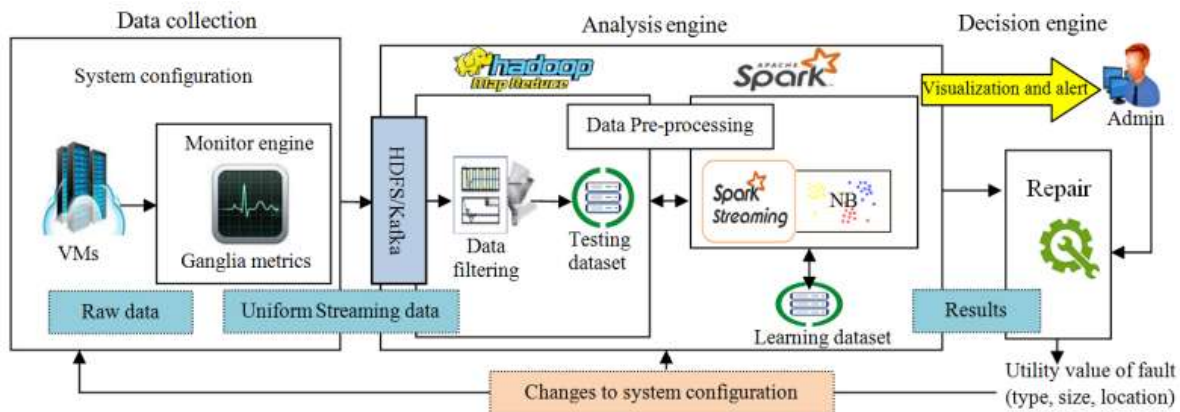 Data collection
Analysis engine
Decision engine
System configuration
hadoop
Map Reduce
APACHE
Spark
Visualization and alert
Admin
Monitor engine
Data Pre-processing
HDFS/Kafka
Repair
Spark
Streaming
NB
VMs
Ganglia metrics
Data
filtering
Testing
dataset
Raw data
Uniform Streaming data
Learning dataset
Results
Changes to system configuration
Utility value of fault
(type, size, location)